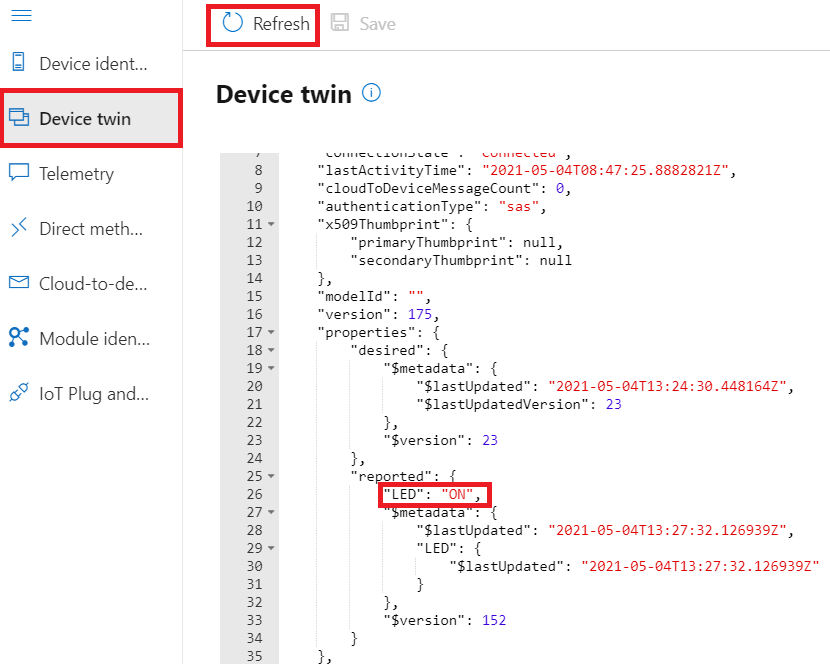 Refresh
Save
Device ident...
Device twin
Telemetry
Direct meth...
Cloud-to-de...
Module iden...
IoT Plug and...
Device twin
7 "connectionState": "Connected",
8 "lastActivityTime": "2021-05-04T08:47:25.8882821Z",
9 "cloudToDeviceMessageCount": 0,
10 "authenticationType": "sas",
11 "x509Thumbprint": {
12 "primaryThumbprint": null,
13 "secondaryThumbprint": null
14 },
15 "modelId": "",
16 "version": 175,
17 "properties": {
18 "desired": {
19 "$metadata": {
20 "$lastUpdated": "2021-05-04T13:24:30.448164Z",
21 "$lastUpdatedVersion": 23
22 },
23 "$version": 23
24 },
25 "reported": {
26 "LED": "ON",
27 "$metadata": {
28 "$lastUpdated": "2021-05-04T13:27:32.126939Z",
29 "LED": {
30 "$lastUpdated": "2021-05-04T13:27:32.126939Z"
31 }
32 },
33 "$version": 152
34 }
35 },